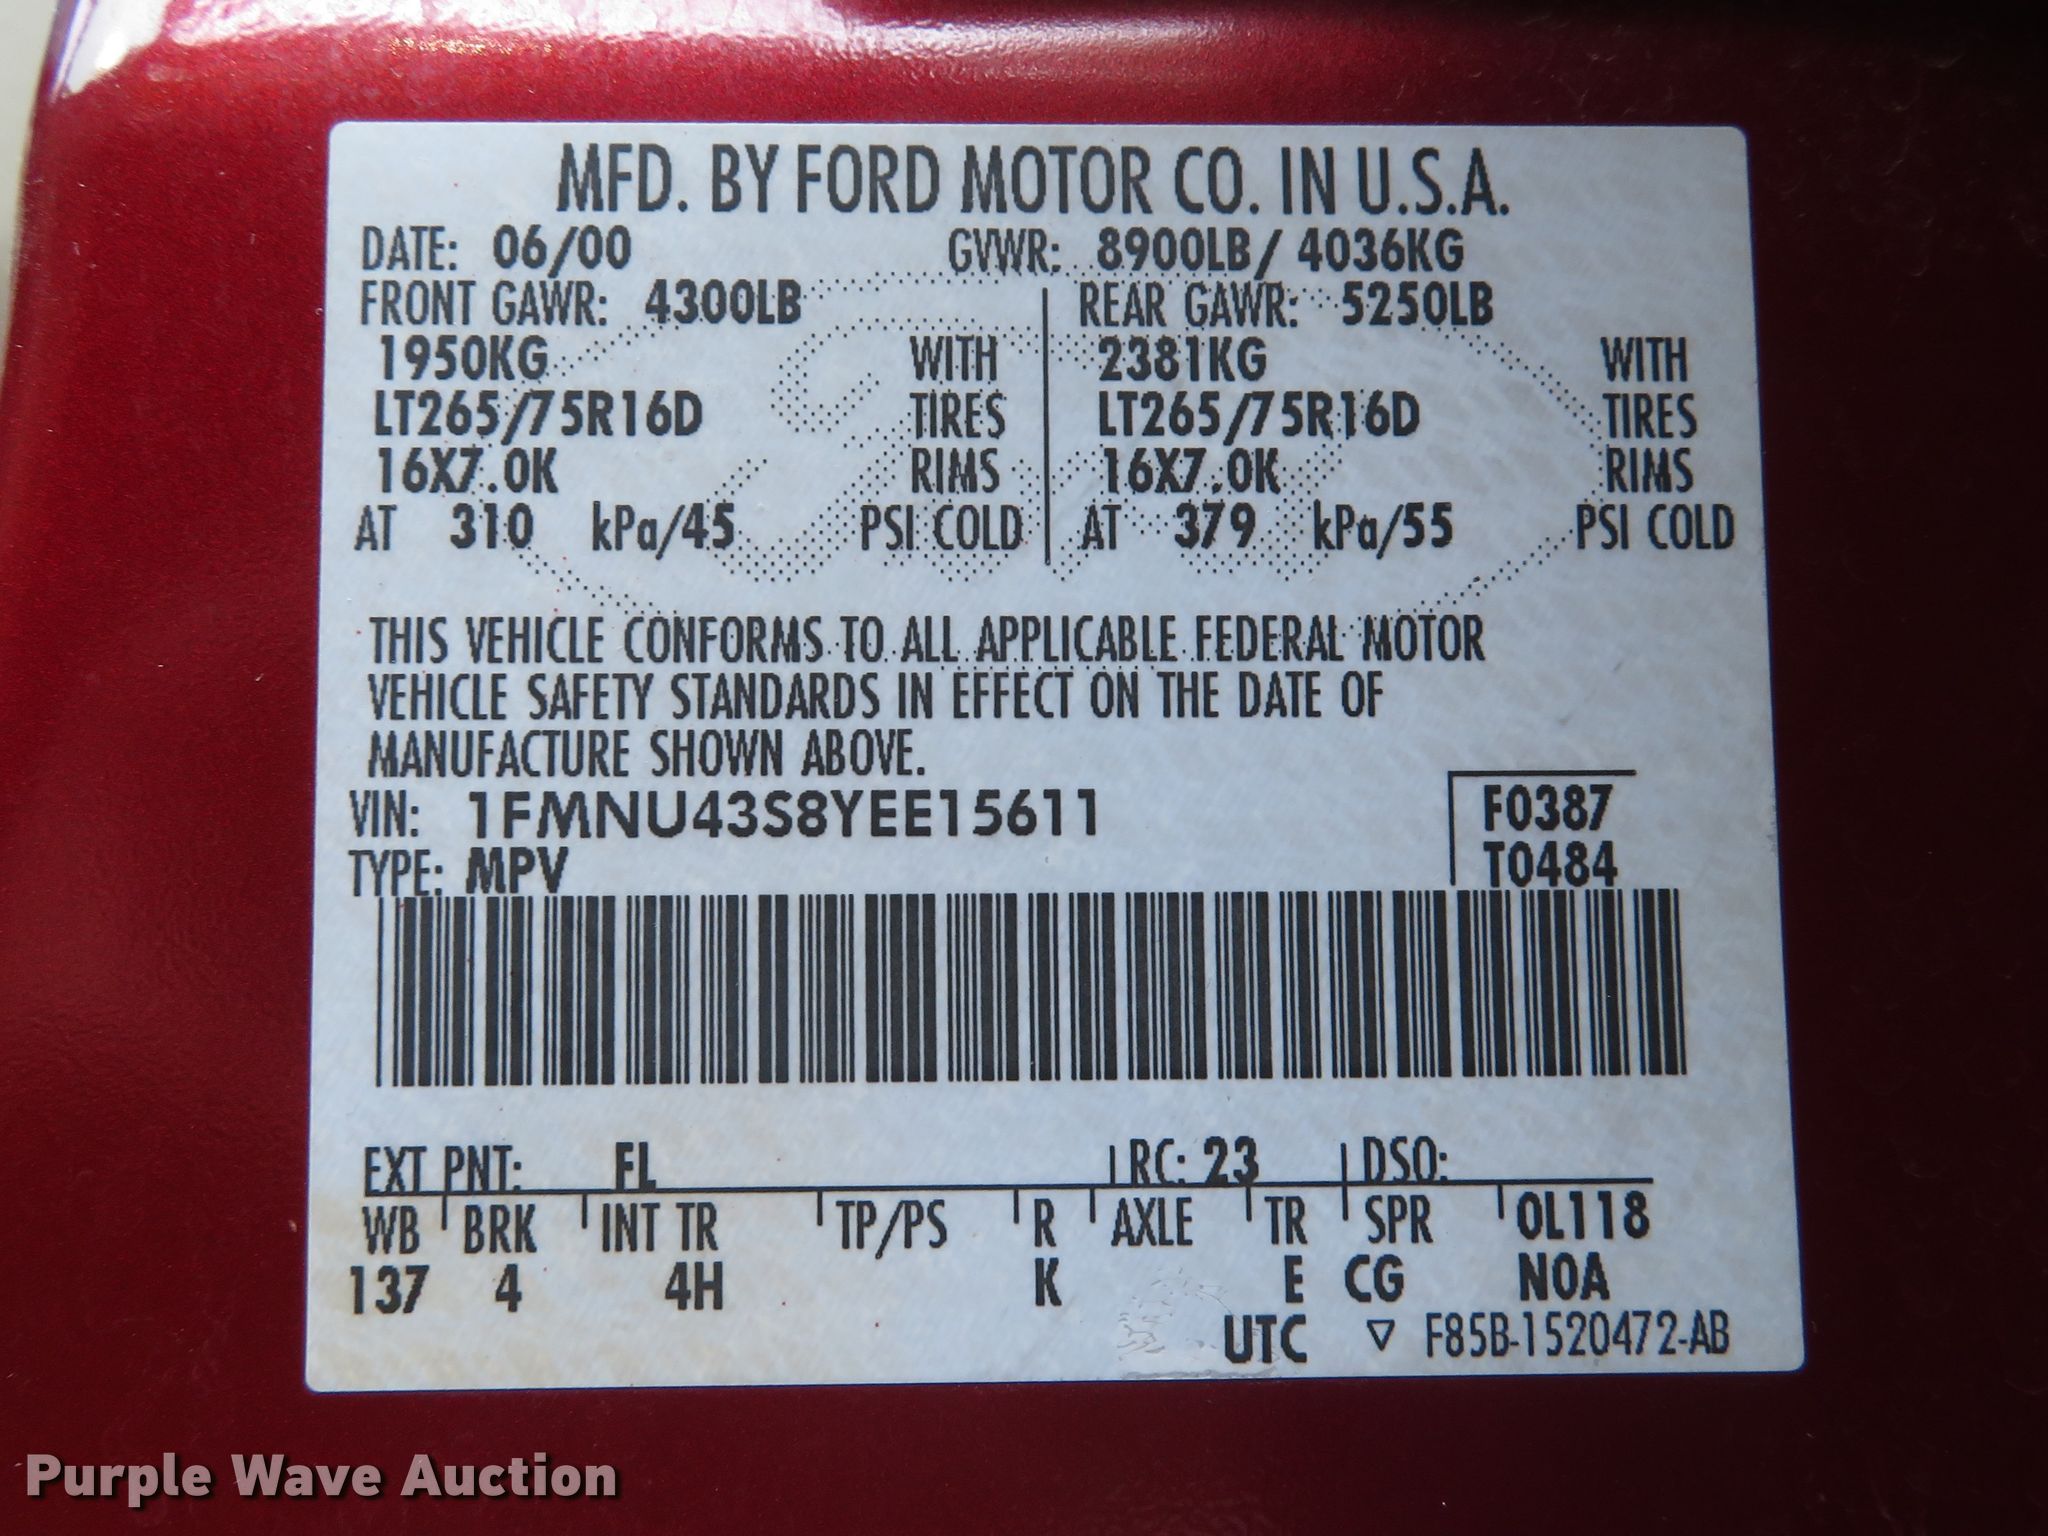 MFD. BY FORD MOTOR CO. IN U.S.A.
DATE: 06/00 GVWR: 8900LB/ 4036KG
FRONT GAWR: 4300LB REAR GAWR: 5250LB
1950KG WITH 2381KG WITH
LT265/75R16D TIRES LT265/75R16D TIRES
16X7.0K RIMS 16X7.0K RIMS
AT 310 kPa/45 PSI COLD AT 379 kPa/55 PSI COLD
THIS VEHICLE CONFORMS TO ALL APPLICABLE FEDERAL MOTOR
VEHICLE SAFETY STANDARDS IN EFFECT ON THE DATE OF
MANUFACTURE SHOWN ABOVE.
VIN: 1FMNU43S8YEE15611 F0387
TYPE: MPV T0484
EXT PNT: FL RC: 23 DSO:
WB BRK INT TR TP/PS R AXLE TR SPR OL118
137 4 4H K E CG NOA
UTC ▽ F85B-1520472-AB
Purple Wave Auction